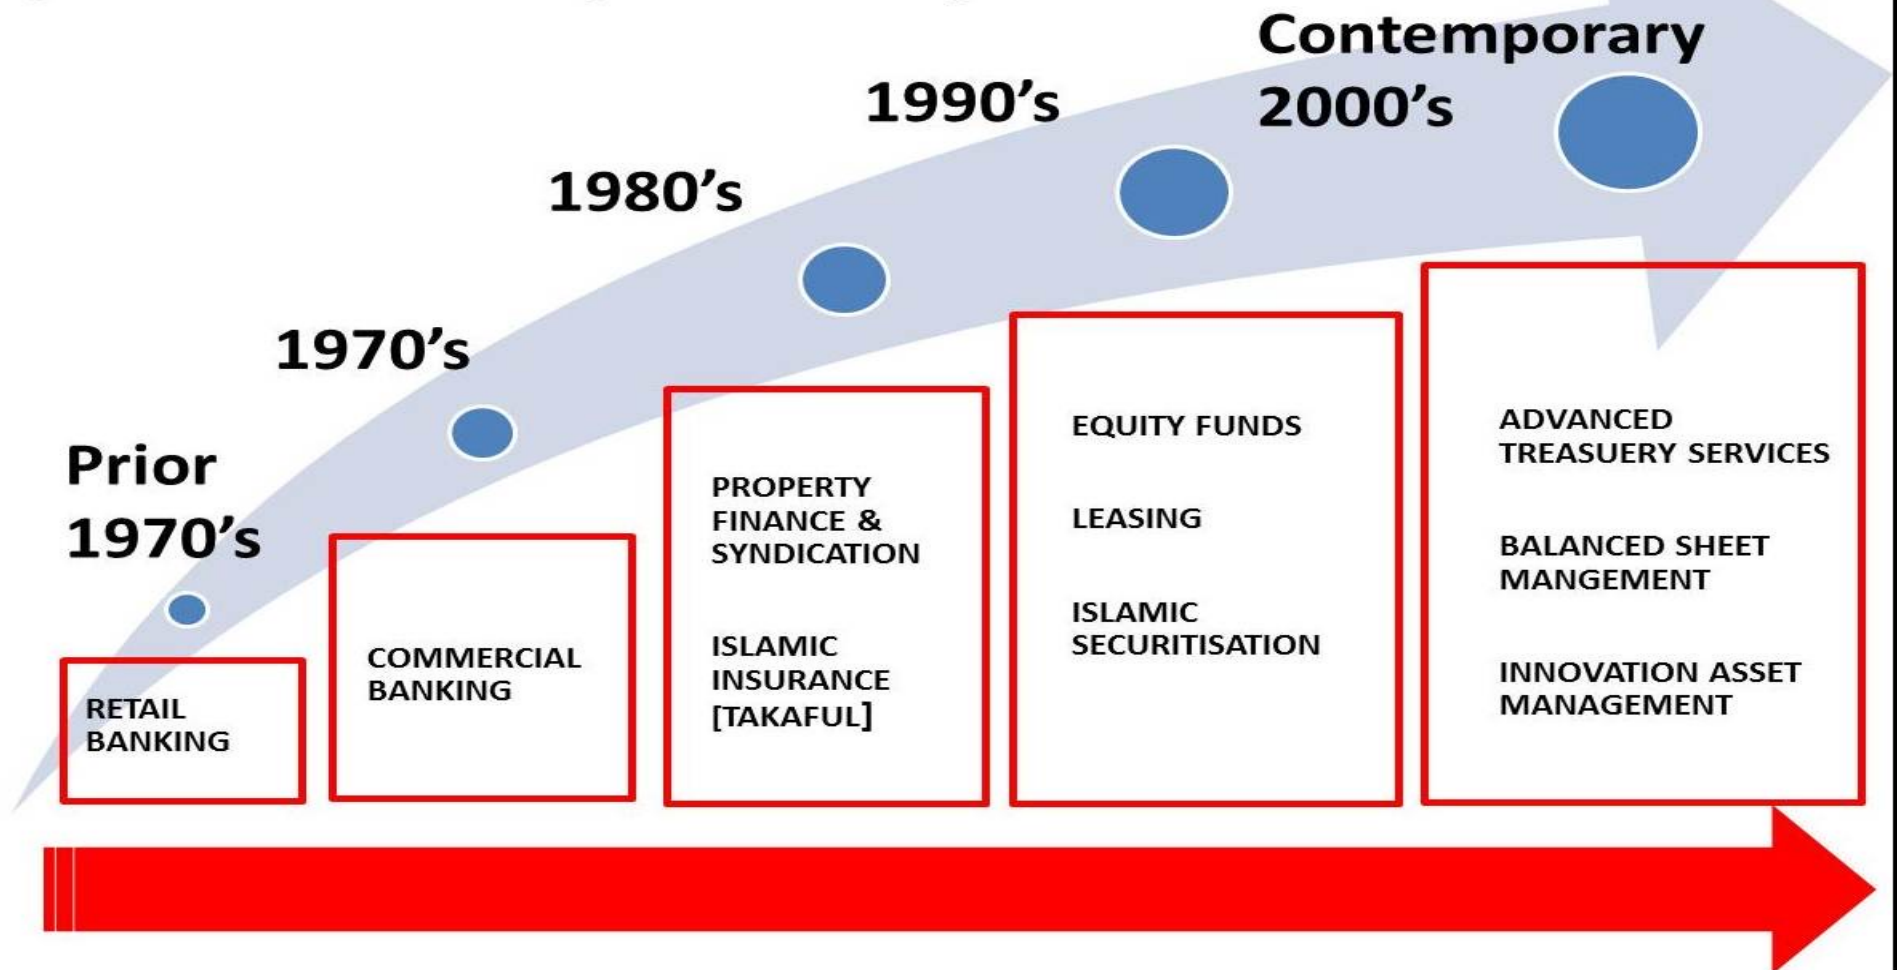 Prior
1970's
1970's
1980's
1990's
Contemporary
2000's
RETAIL
BANKING
COMMERCIAL
BANKING
PROPERTY
FINANCE &
SYNDICATION
ISLAMIC
INSURANCE
[TAKAFUL]
EQUITY FUNDS
LEASING
ISLAMIC
SECURITISATION
ADVANCED
TREASUERY SERVICES
BALANCED SHEET
MANGEMENT
INNOVATION ASSET
MANAGEMENT